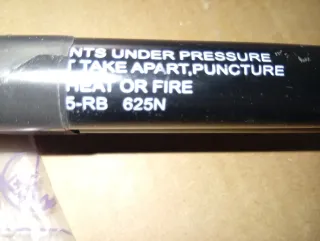 NTS UNDER PRESSURE
T TAKE APART,PUNCTURE
HEAT OR FIRE
5-RB 625N